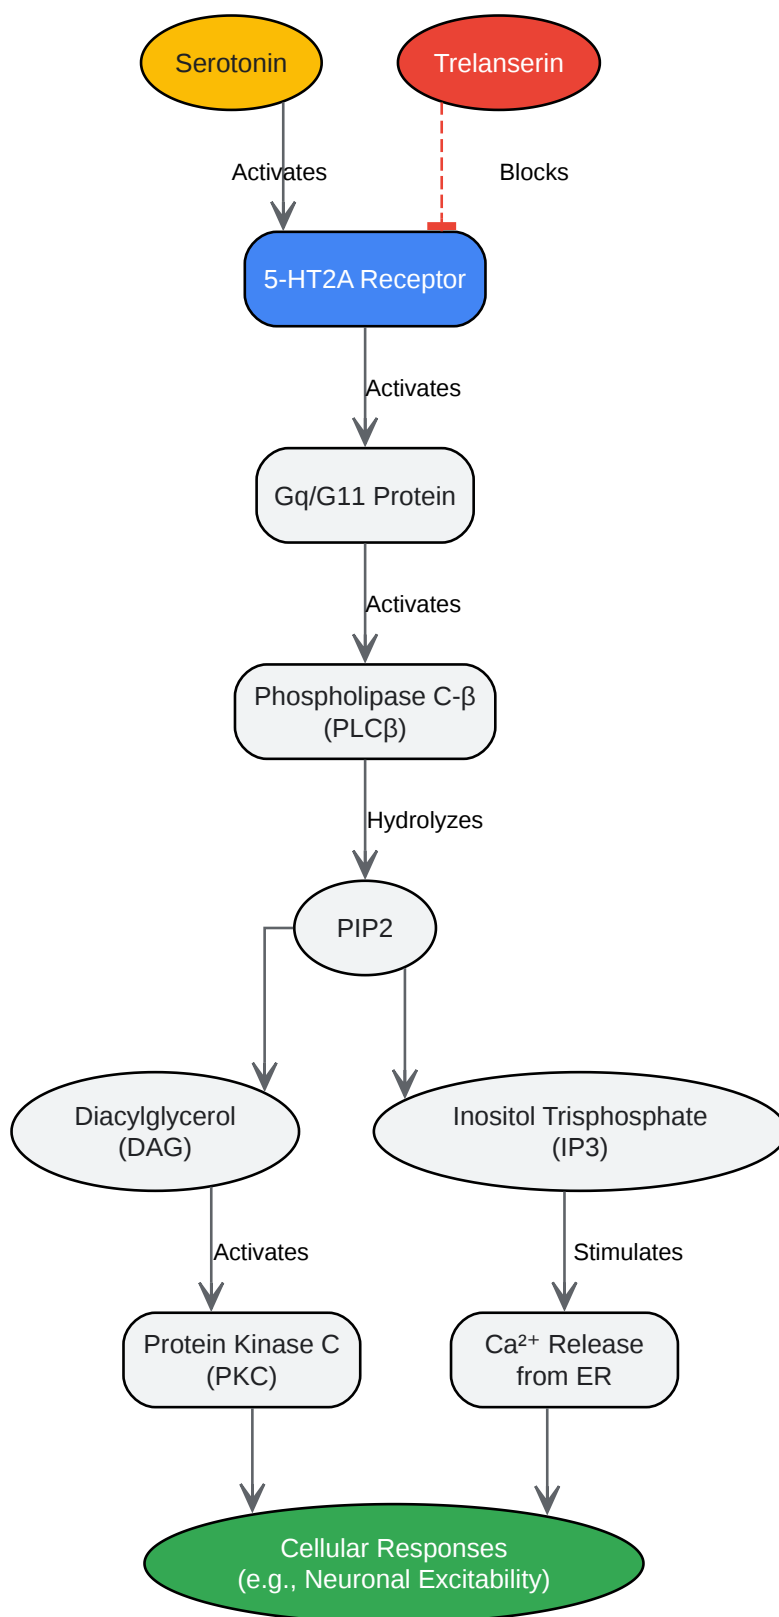 Serotonin
Trelanserin
Activates
Blocks
5-HT2A Receptor
Activates
Gq/G11 Protein
Activates
Phospholipase C-β
(PLCβ)
Hydrolyzes
PIP2
Diacylglycerol
(DAG)
Inositol Trisphosphate
(IP3)
Activates
Stimulates
Protein Kinase C
(PKC)
Ca²⁺ Release
from ER
Cellular Responses
(e.g., Neuronal Excitability)